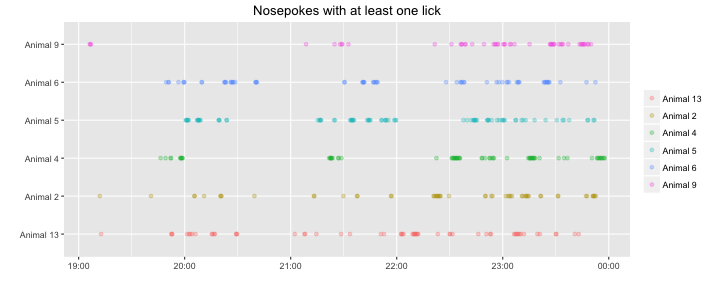 Nosepokes with at least one lick
Animal 9
Animal 6
Animal 5
Animal 4
Animal 2
Animal 13
19:00
20:00
21:00
22:00
23:00
00:00
Animal 13
Animal 2
Animal 4
Animal 5
Animal 6
Animal 9